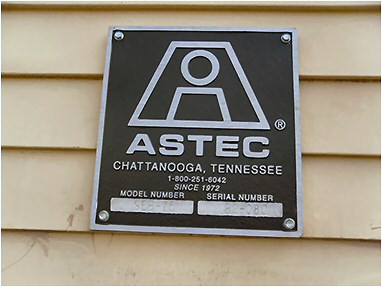 ®
ASTEC
CHATTANOOGA, TENNESSEE
1-800-251-6042
SINCE 1972
MODEL NUMBER SERIAL NUMBER